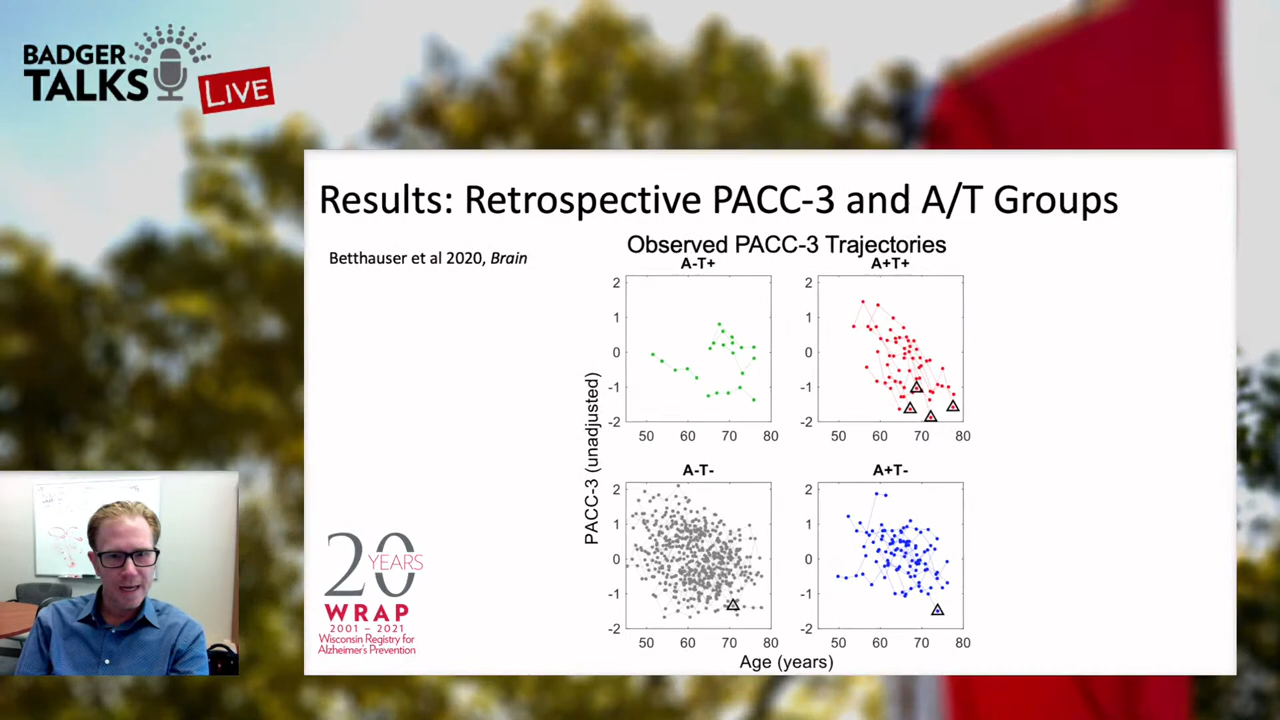 BADGER
TALKS LIVE
Results: Retrospective PACC-3 and A/T Groups
Betthauser et al 2020, Brain
Observed PACC-3 Trajectories
A-T+
2
1
0
-1
-2
50 60 70 80
A+T+
2
1
0
-1
-2
50 60 70 80
PACC-3 (unadjusted)
A-T-
2
1
0
-1
-2
50 60 70 80
A+T-
2
1
0
-1
-2
50 60 70 80
Age (years)
20
YEARS
WRAP
2001 – 2021
Wisconsin Registry for
Alzheimer's Prevention